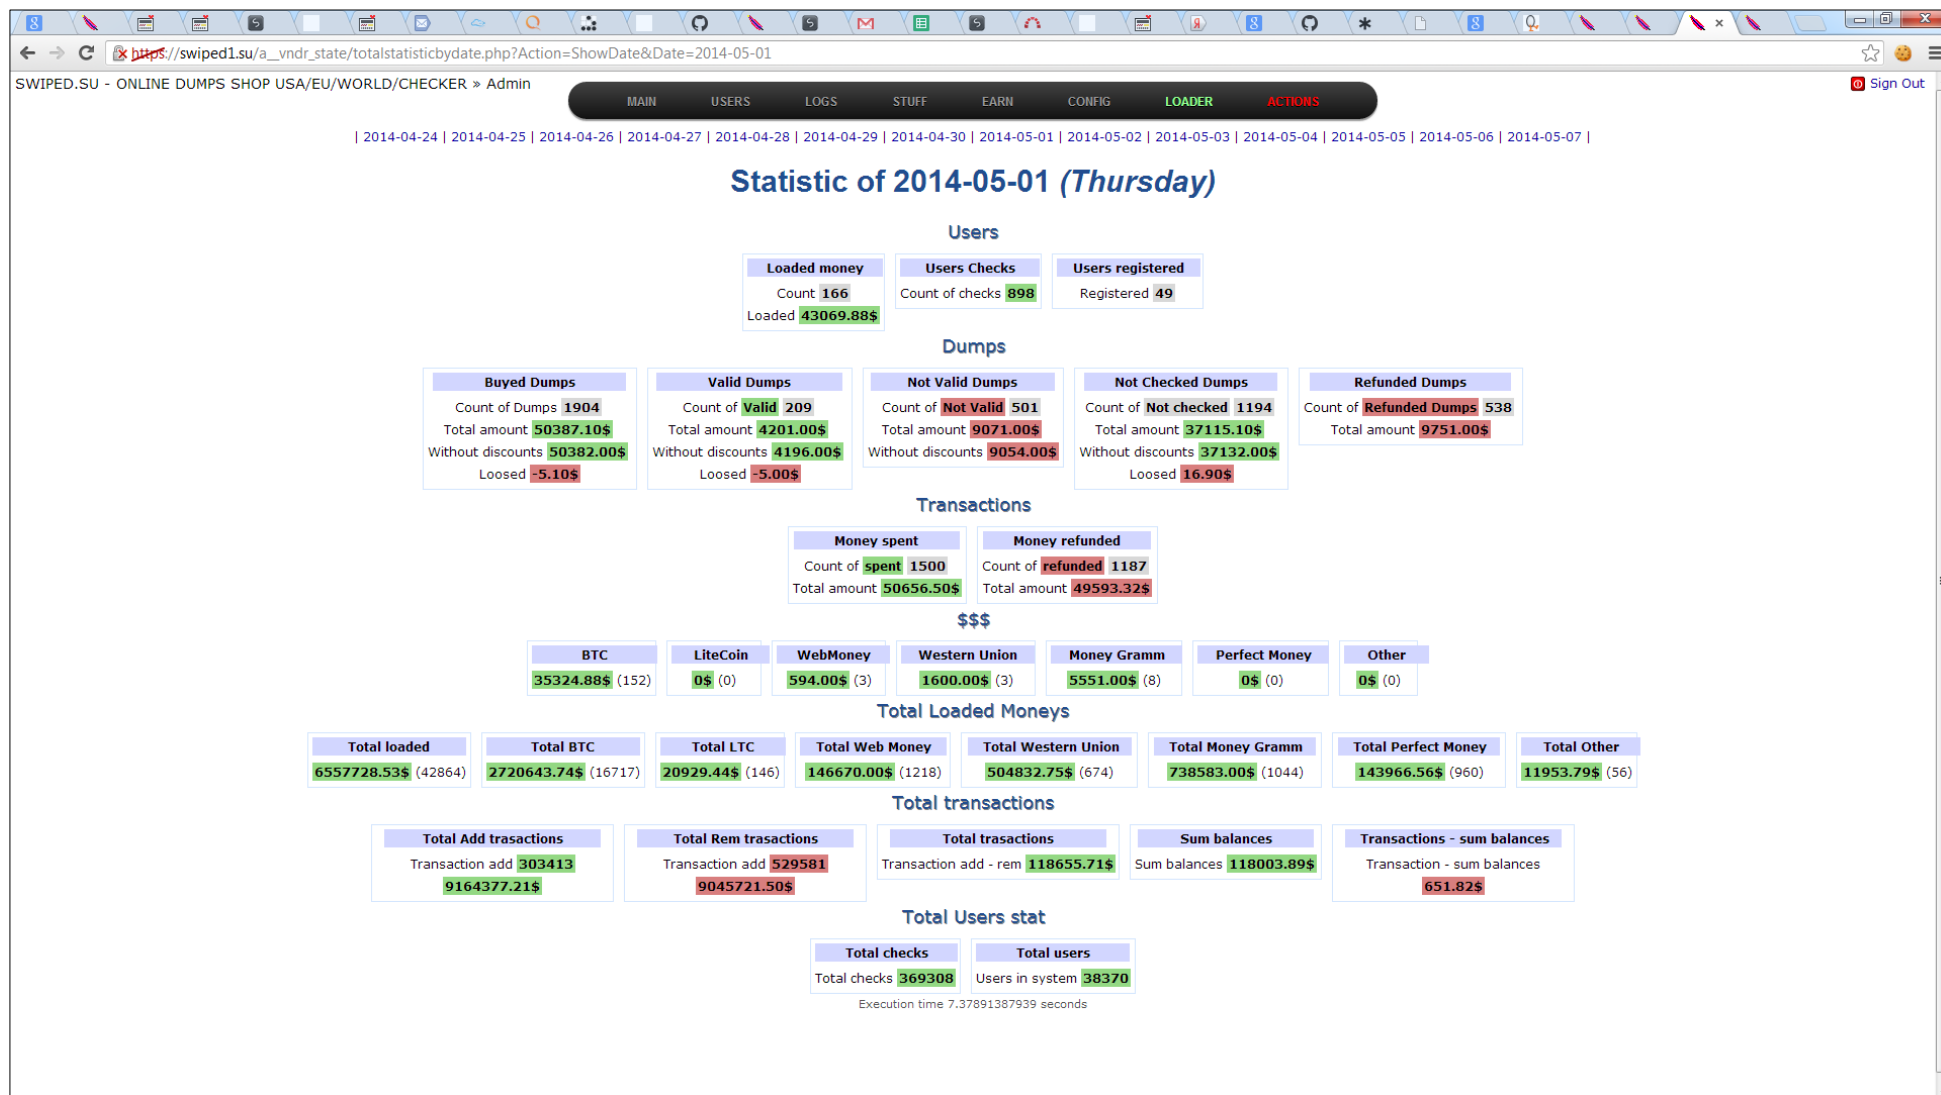 https://swiped1.su/a__vndr_state/totalstatisticbydate.php?Action=ShowDate&Date=2014-05-01
SWIPED.SU - ONLINE DUMPS SHOP USA/EU/WORLD/CHECKER » Admin
Sign Out
MAIN USERS LOGS STUFF EARN CONFIG LOADER ACTIONS
| 2014-04-24 | 2014-04-25 | 2014-04-26 | 2014-04-27 | 2014-04-28 | 2014-04-29 | 2014-04-30 | 2014-05-01 | 2014-05-02 | 2014-05-03 | 2014-05-04 | 2014-05-05 | 2014-05-06 | 2014-05-07 |
Statistic of 2014-05-01 (Thursday)
Users
Loaded money Users Checks Users registered
Count 166 Count of checks 898 Registered 49
Loaded 43069.88$
Dumps
Buyed Dumps Valid Dumps Not Valid Dumps Not Checked Dumps Refunded Dumps
Count of Dumps 1904 Count of Valid 209 Count of Not Valid 501 Count of Not checked 1194 Count of Refunded Dumps 538
Total amount 50387.10$ Total amount 4201.00$ Total amount 9071.00$ Total amount 37115.10$ Total amount 9751.00$
Without discounts 50382.00$ Without discounts 4196.00$ Without discounts 9054.00$ Without discounts 37132.00$
Loosed -5.10$ Loosed -5.00$ Loosed 16.90$
Transactions
Money spent Money refunded
Count of spent 1500 Count of refunded 1187
Total amount 50656.50$ Total amount 49593.32$
$$$
BTC LiteCoin WebMoney Western Union Money Gramm Perfect Money Other
35324.88$ (152) 0$ (0) 594.00$ (3) 1600.00$ (3) 5551.00$ (8) 0$ (0) 0$ (0)
Total Loaded Moneys
Total loaded Total BTC Total LTC Total Web Money Total Western Union Total Money Gramm Total Perfect Money Total Other
6557728.53$ (42864) 2720643.74$ (16717) 20929.44$ (146) 146670.00$ (1218) 504832.75$ (674) 738583.00$ (1044) 143966.56$ (960) 11953.79$ (56)
Total transactions
Total Add trasactions Total Rem trasactions Total trasactions Sum balances Transactions - sum balances
Transaction add 303413 Transaction add 529581 Transaction add - rem 118655.71$ Sum balances 118003.89$ Transaction - sum balances
9164377.21$ 9045721.50$ 651.82$
Total Users stat
Total checks Total users
Total checks 369308 Users in system 38370
Execution time 7.37891387939 seconds